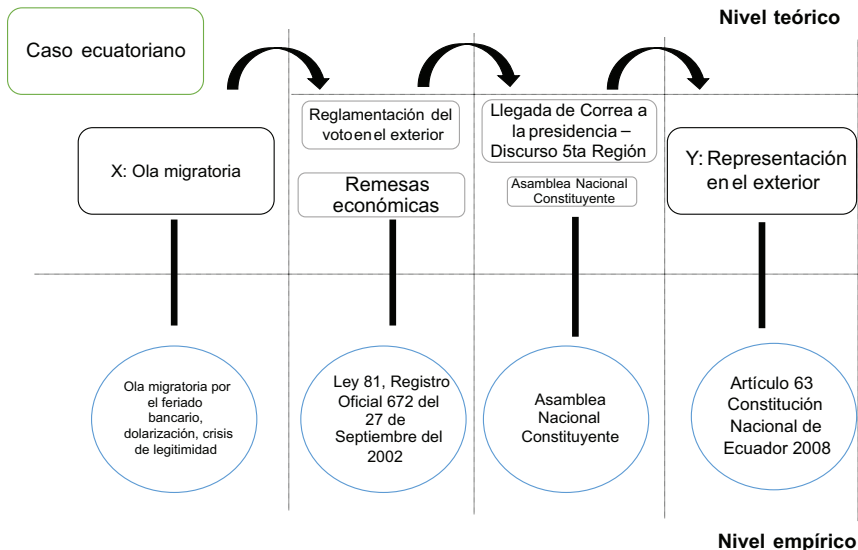 Nivel teórico
Caso ecuatoriano
X: Ola migratoria
Reglamentación del
voto en el exterior
Remesas
económicas
Llegada de Correa a
la presidencia –
Discurso 5ta Región
Asamblea Nacional
Constituyente
Y: Representación
en el exterior
Ola migratoria por
el feriado
bancario,
dolarización, crisis
de legitimidad
Ley 81, Registro
Oficial 672 del
27 de
Septiembre del
2002
Asamblea
Nacional
Constituyente
Artículo 63
Constitución
Nacional de
Ecuador 2008
Nivel empírico